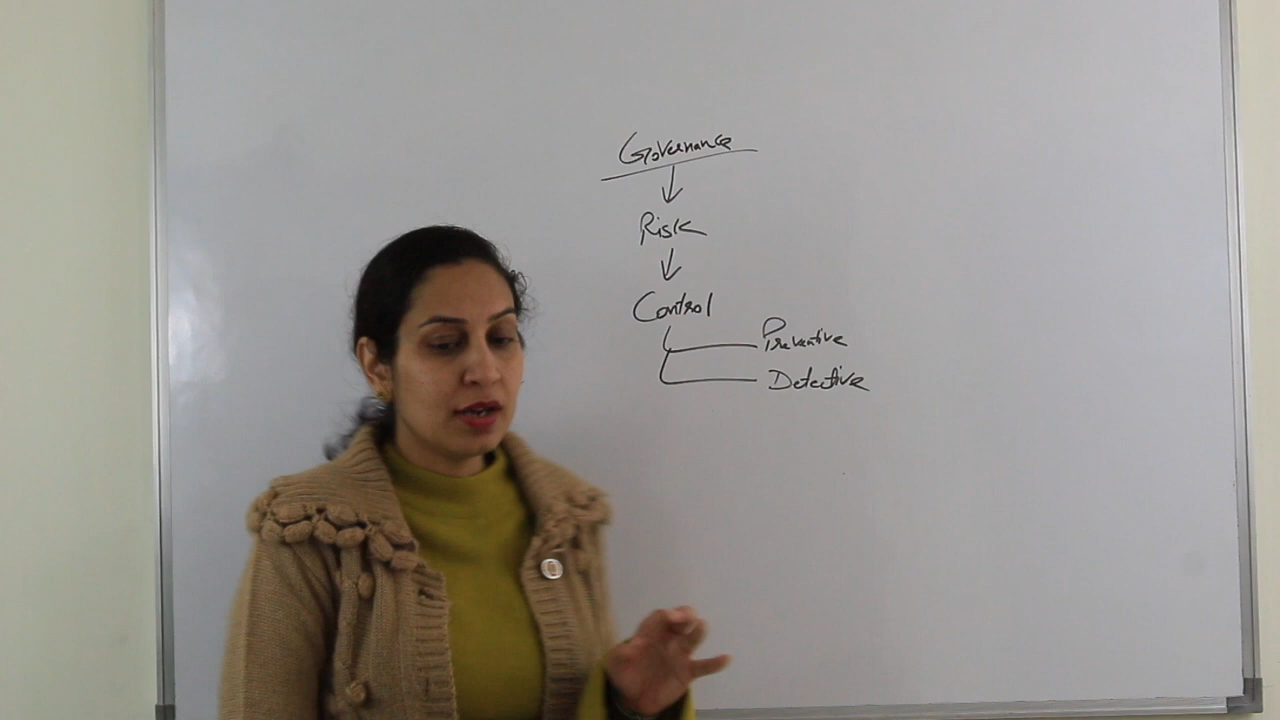 Governance
Risk
Control
Preventive
Detective